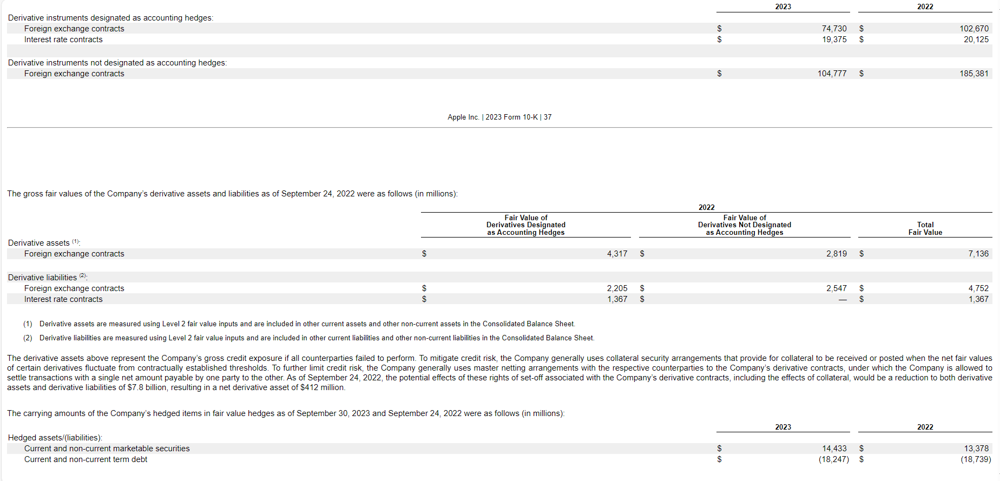 2023 2022
Derivative instruments designated as accounting hedges:
Foreign exchange contracts $ 74,730 $ 102,670
Interest rate contracts $ 19,375 $ 20,125
Derivative instruments not designated as accounting hedges:
Foreign exchange contracts $ 104,777 $ 185,381
Apple Inc. | 2023 Form 10-K | 37
The gross fair values of the Company’s derivative assets and liabilities as of September 24, 2022 were as follows (in millions):
2022
Fair Value of Fair Value of
Derivatives Designated Derivatives Not Designated Total
as Accounting Hedges as Accounting Hedges Fair Value
Derivative assets (1):
Foreign exchange contracts $ 4,317 $ 2,819 $ 7,136
Derivative liabilities (2):
Foreign exchange contracts $ 2,205 $ 2,547 $ 4,752
Interest rate contracts $ 1,367 $ — $ 1,367
(1) Derivative assets are measured using Level 2 fair value inputs and are included in other current assets and other non-current assets in the Consolidated Balance Sheet.
(2) Derivative liabilities are measured using Level 2 fair value inputs and are included in other current liabilities and other non-current liabilities in the Consolidated Balance Sheet.
The derivative assets above represent the Company’s gross credit exposure if all counterparties failed to perform. To mitigate credit risk, the Company generally uses collateral security arrangements that provide for collateral to be received or posted when the net fair values
of certain derivatives fluctuate from contractually established thresholds. To further limit credit risk, the Company generally uses master netting arrangements with the respective counterparties to the Company’s derivative contracts, under which the Company is allowed to
settle transactions with a single net amount payable by one party to the other. As of September 24, 2022, the potential effects of these rights of set-off associated with the Company’s derivative contracts, including the effects of collateral, would be a reduction to both derivative
assets and derivative liabilities of $7.8 billion, resulting in a net derivative asset of $412 million.
The carrying amounts of the Company’s hedged items in fair value hedges as of September 30, 2023 and September 24, 2022 were as follows (in millions):
2023 2022
Hedged assets/(liabilities):
Current and non-current marketable securities $ 14,433 $ 13,378
Current and non-current term debt $ (18,247) $ (18,739)